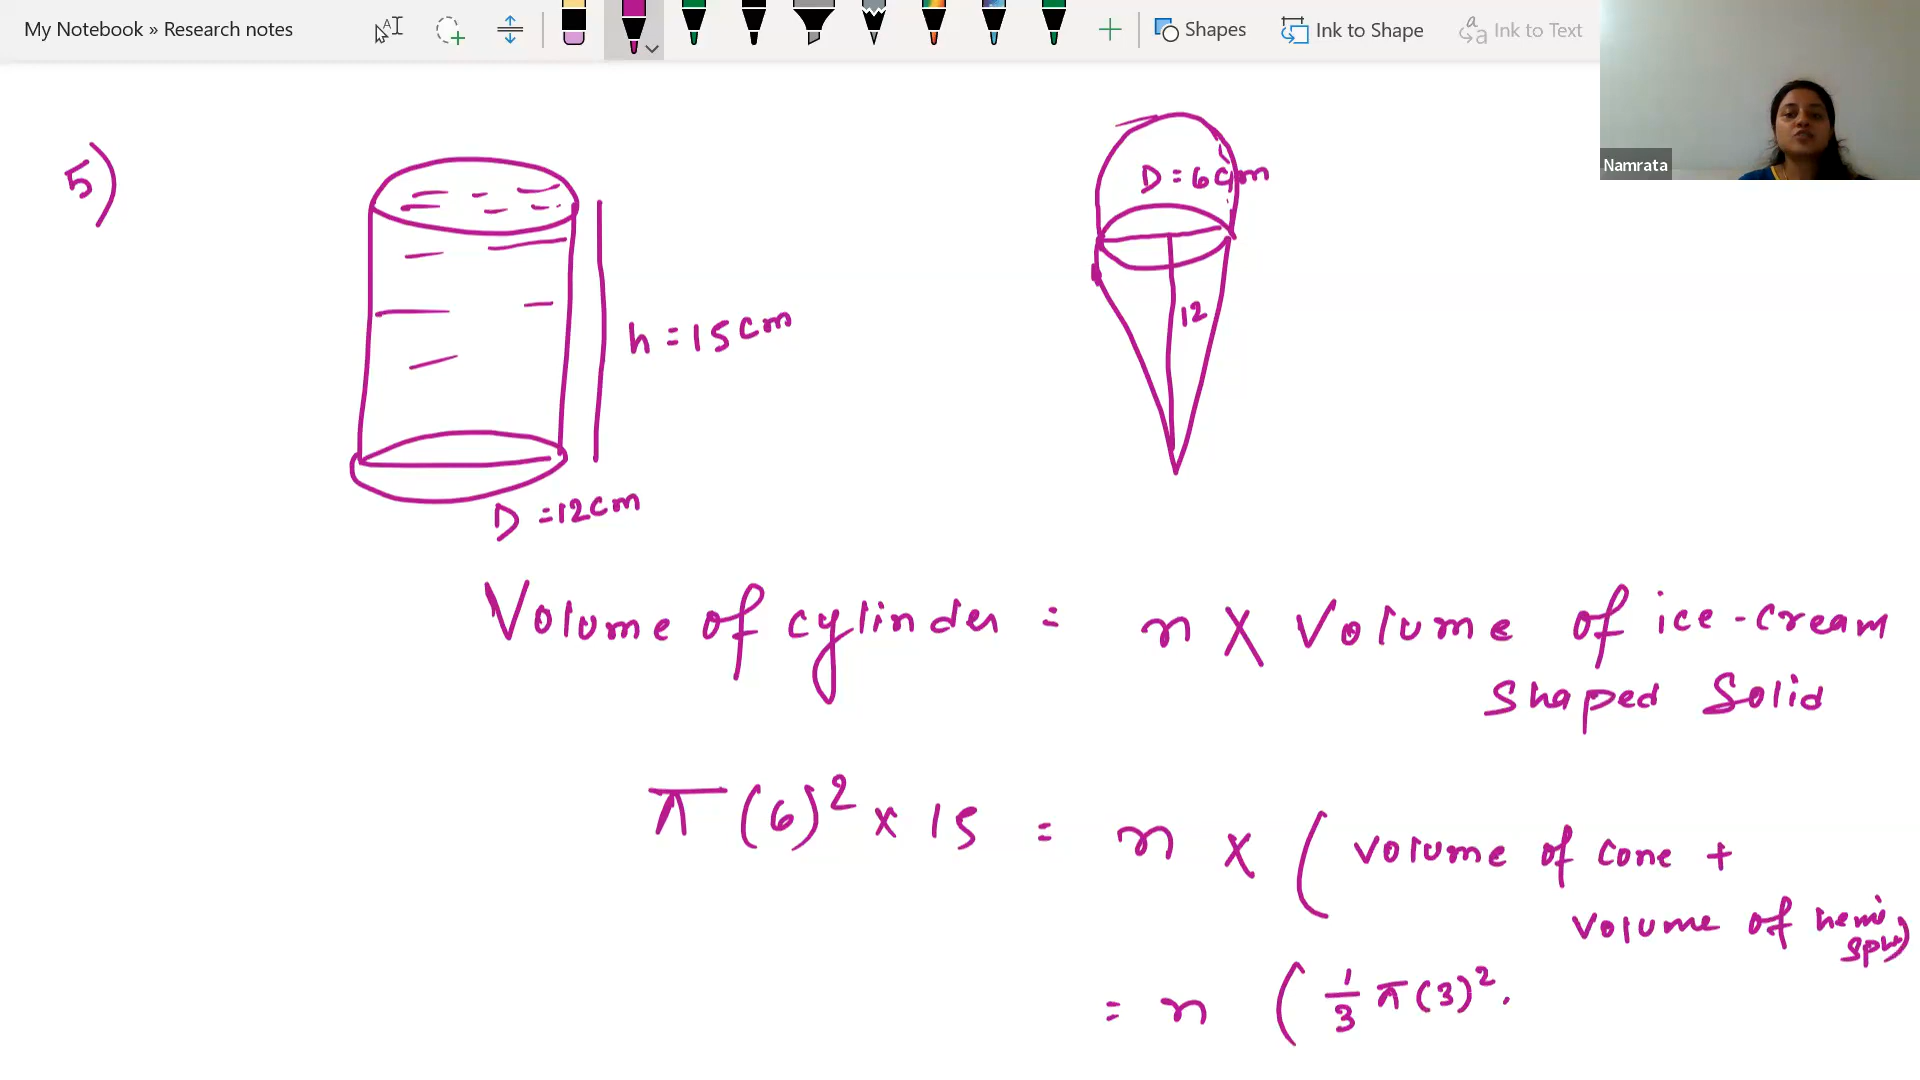 My Notebook » Research notes
Shapes
Ink to Shape
Ink to Text
Namrata
5)
D = 6cm
12
h = 15cm
D = 12cm
Volume of cylinder = n X Volume of ice-cream
Shaped Solid
π(6)² × 15 = n X ( volume of cone +
volume of hemi
= n ( 1/3 π(3)² .